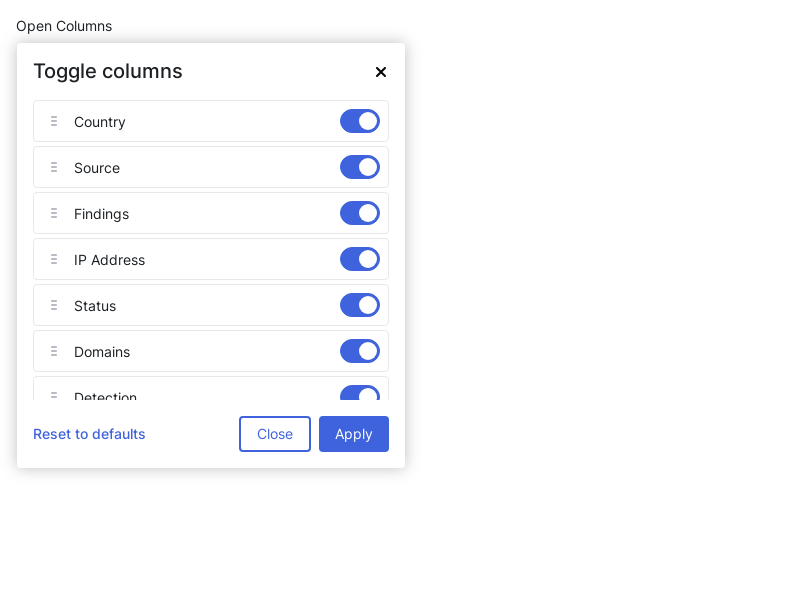 Open Columns
Toggle columns
Country
Source
Findings
IP Address
Status
Domains
Detection
Reset to defaults
Close
Apply